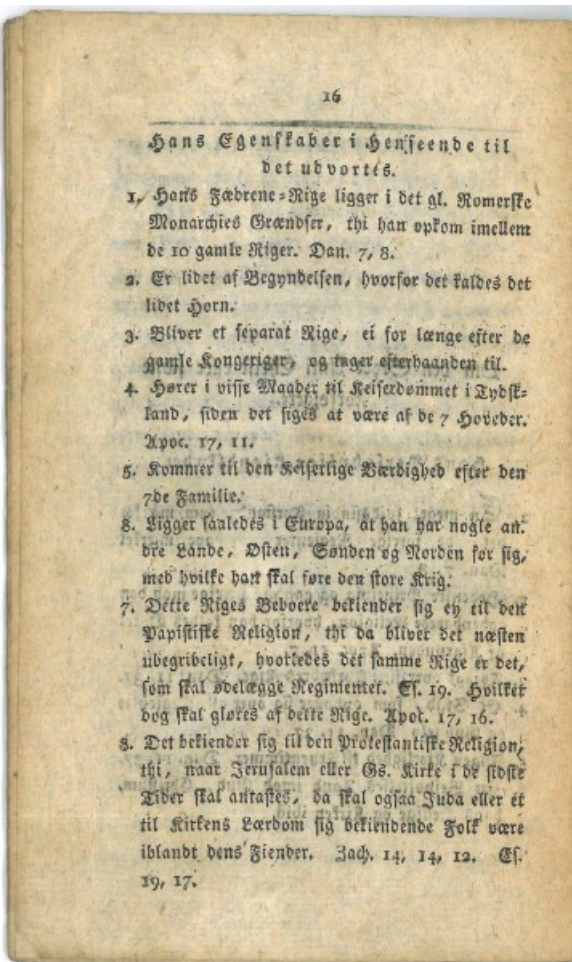 16
Hans Egenskaber i Henseende til
det udvortes.
1. Hans Fædrene-Rige ligger i det gl. Romerske
Monarchies Grændser, thi han opkom imellem
de 10 gamle Riger. Dan. 7, 8.
2. Er lidet af Begyndelsen, hvorfor det kaldes det
lidet Horn.
3. Bliver et separat Rige, ei for længe efter de
gamle Kongeriger, og tager efterhaanden til.
4. Hører i visse Maader til Keiserdømmet i Tydsk-
land, siden det siges at være af de 7 Hoveder.
Apoc. 17, 11.
5. Kommer til den Keiserlige Værdighed efter den
7de Familie.
8. Ligger saaledes i Europa, at han har nogle an.
dre Lande, Østen, Sønden og Norden for sig,
med hvilke han skal føre den store Krig.
7. Dette Riges Beboere bekiender sig ey til den
Papistiske Religion, thi da bliver det næsten
ubegribeligt, hvorledes det samme Rige er det,
som skal ødelægge Regimentet. Es. 19. Hvilket
dog skal giøres af dette Rige. Apoc. 17, 16.
8. Det bekiender sig til den Protestantiske Religion,
thi, naar Jerusalem eller Gs. Kirke i de sidste
Tider skal antastes, da skal ogsaa Juda eller et
til Kirkens Lærdom sig bekiendende Folk være
iblandt dens Fiender. Zach. 14, 14, 12. Es.
19, 17.